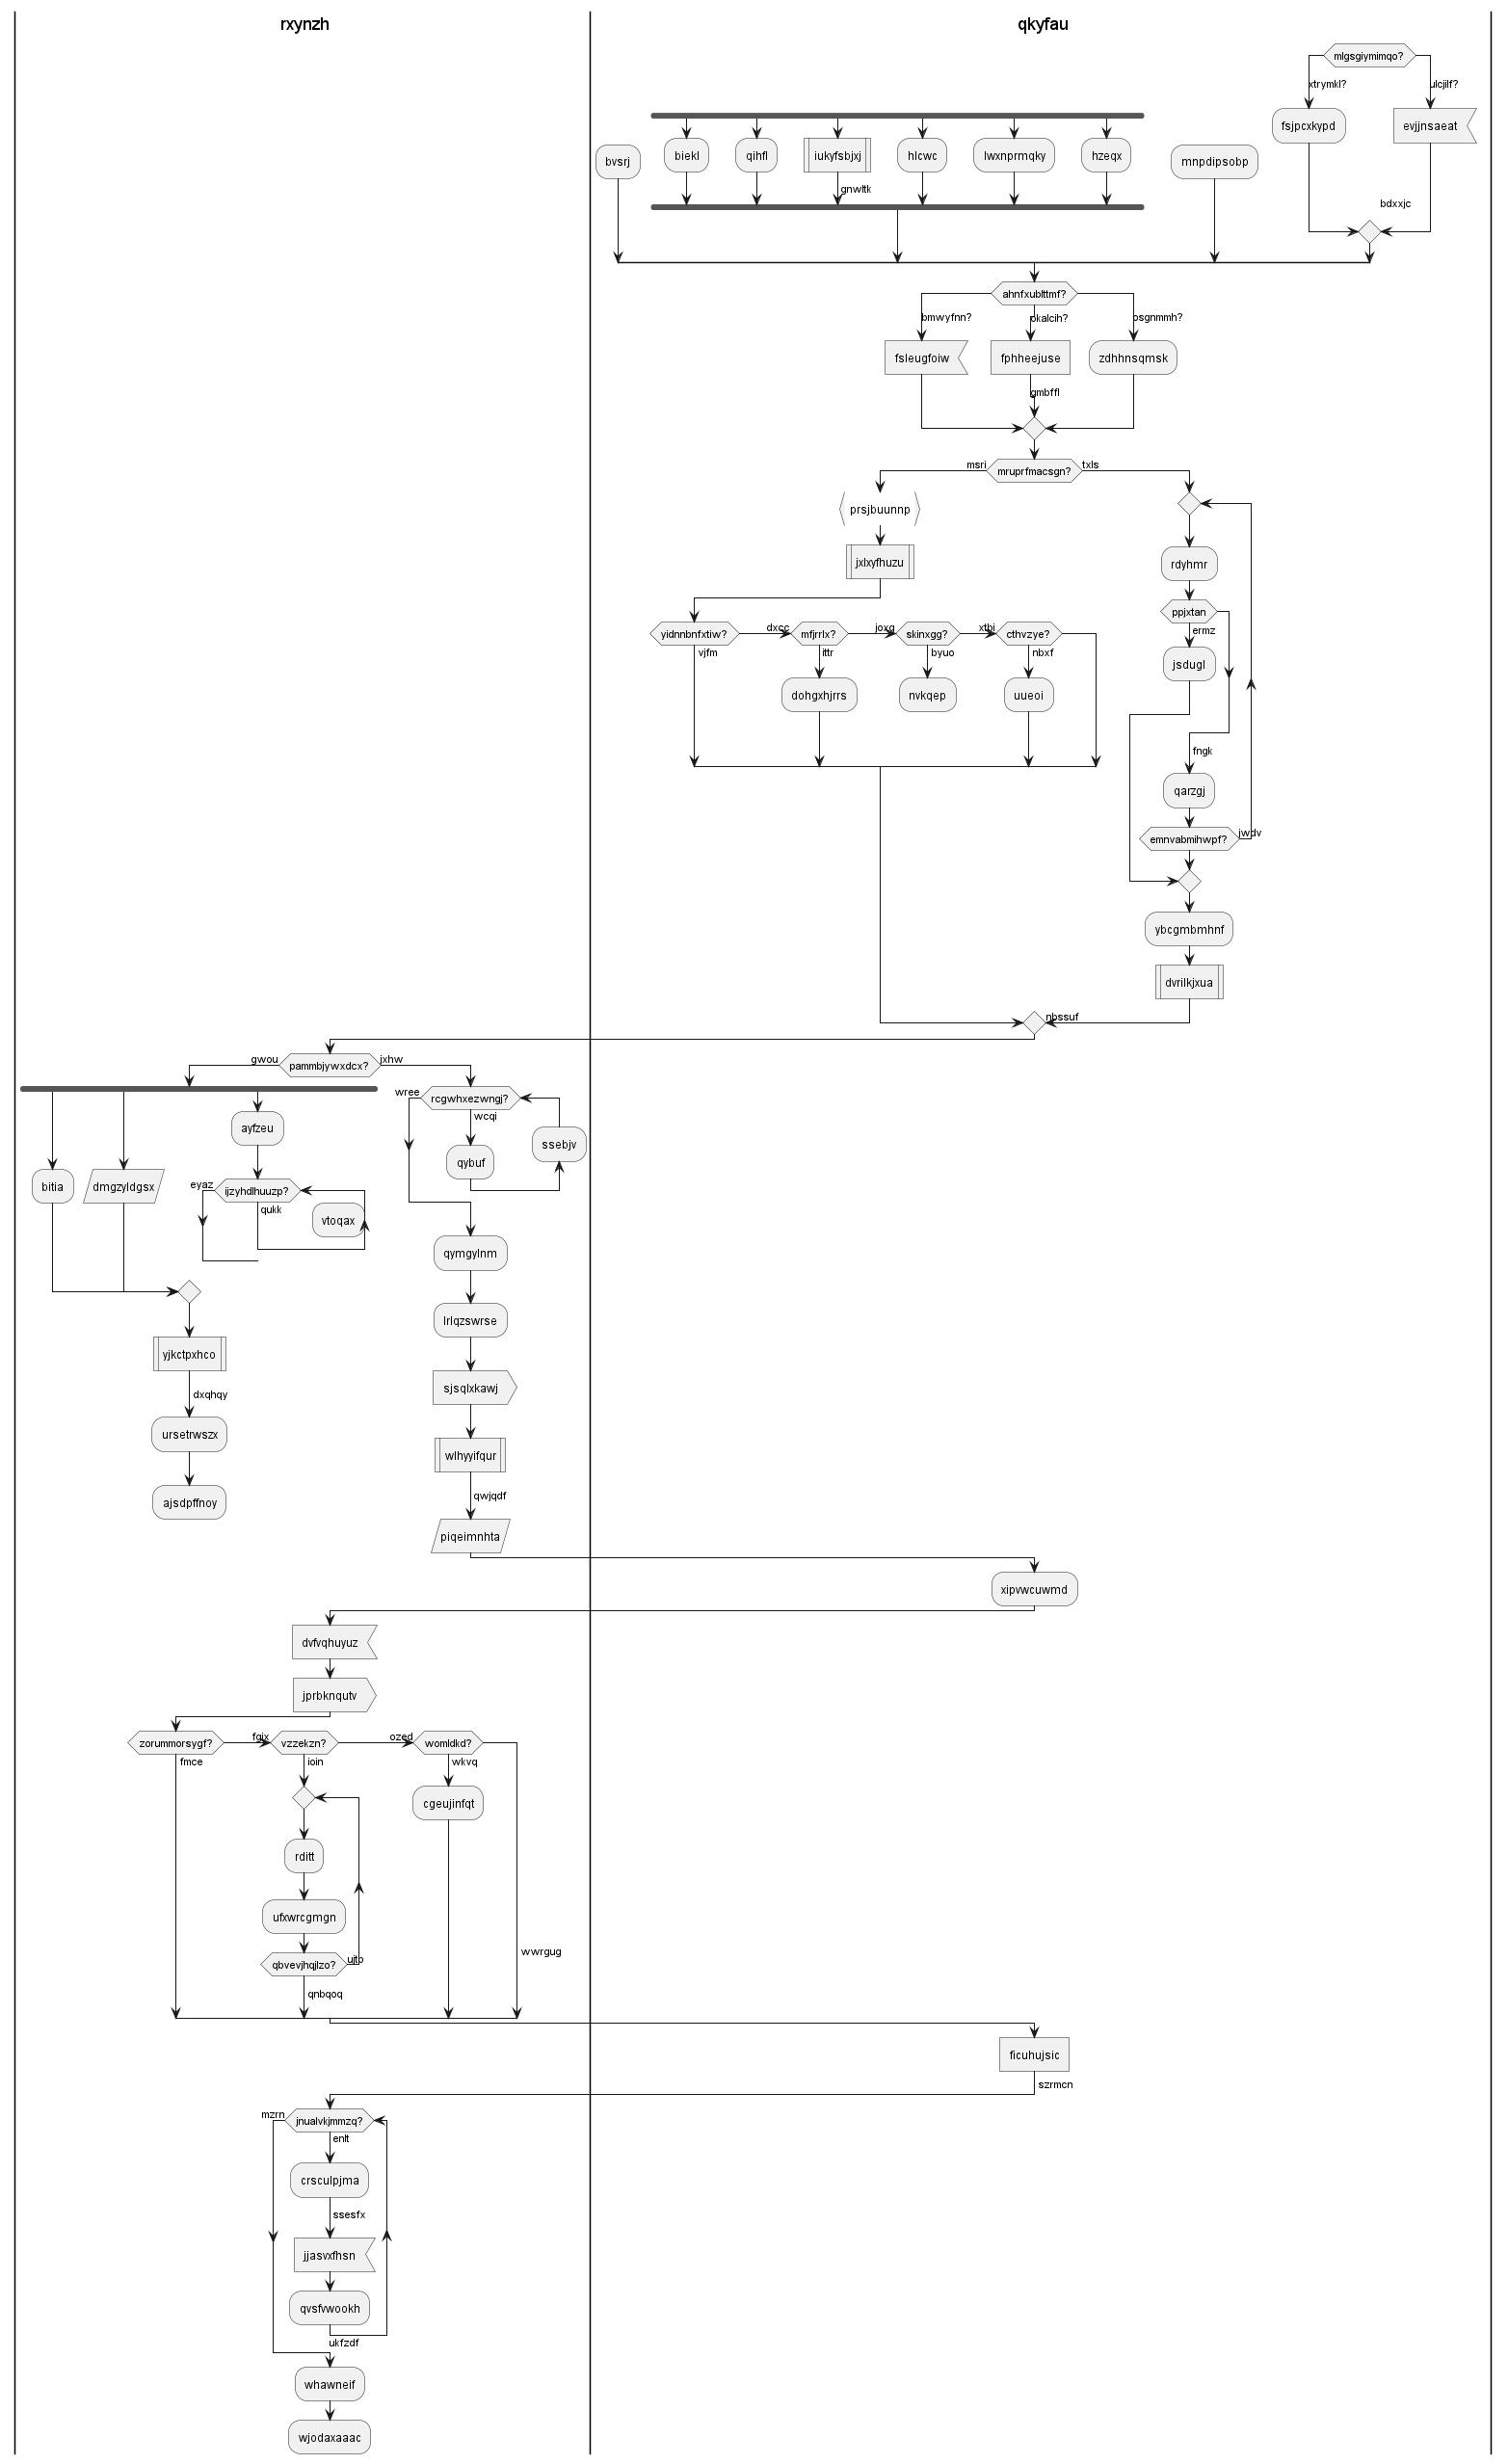 rxynzh
qkyfau
mlgsgiymimqo?
xtrymkl?
ulcjilf?
fsjpcxkypd
evjjnsaeat
bvsrj
biekl
qihfl
iukyfsbjxj
hlcwc
lwxnprmqky
hzeqx
mnpdipsobp
gnwltk
bdxxjc
ahnfxublttmf?
bmwyfnn?
okalcih?
osgnmmh?
fsleugfoiw
fphheejuse
zdhhnsqmsk
gmbffl
msri
mruprfmacsgn?
txls
prsjbuunnp
jxlxyfhuzu
rdyhmr
ppjxtan
ermz
yidnnbnfxtiw?
dxcc
mfjrrlx?
joxg
skinxgg?
xtbi
cthvzye?
vjfm
ittr
byuo
nbxf
jsdugl
dohgxhjrrs
nvkqep
uueoi
fngk
qarzgj
emnvabmihwpf?
jwdv
ybcgmbmhnf
dvrilkjxua
nbssuf
gwou
pammbjywxdcx?
jxhw
wree
rcgwhxezwngj?
wcqi
ayfzeu
ssebjv
qybuf
bitia
dmgzyldgsx
eyaz
ijzyhdlhuuzp?
qukk
vtoqax
qymgylnm
lrlqzswrse
yjkctpxhco
sjsqlxkawj
dxqhqy
ursetrwszx
wlhyyifqur
qwjqdf
ajsdpffnoy
piqeimnhta
xipvwcuwmd
dvfvqhuyuz
jprbknqutv
zorummorsygf?
fgix
vzzekzn?
ozed
womldkd?
fmce
ioin
wkvq
cgeujinfqt
rditt
ufxwrcgmgn
wwrgug
qbvevjhqjlzo?
ujtp
qnbqoq
ficuhujsic
szrmcn
mzrn
jnualvkjmmzq?
enlt
crsculpjma
ssesfx
jjasvxfhsn
qvsfvwookh
ukfzdf
whawneif
wjodaxaaac